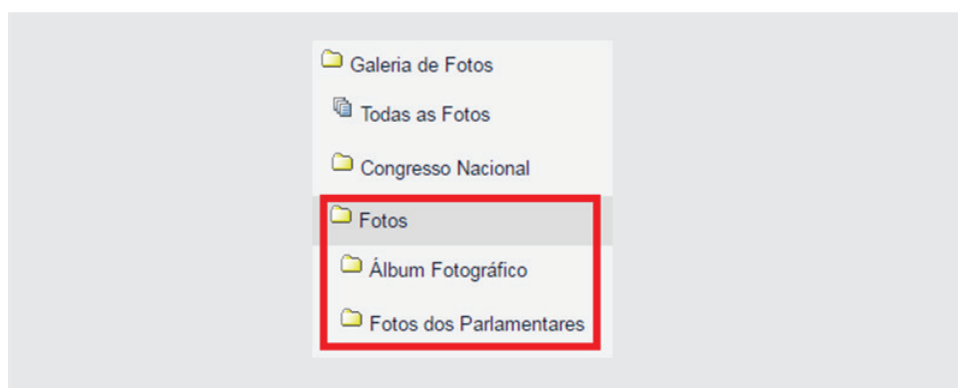 Galeria de Fotos
Todas as Fotos
Congresso Nacional
Fotos
Álbum Fotográfico
Fotos dos Parlamentares